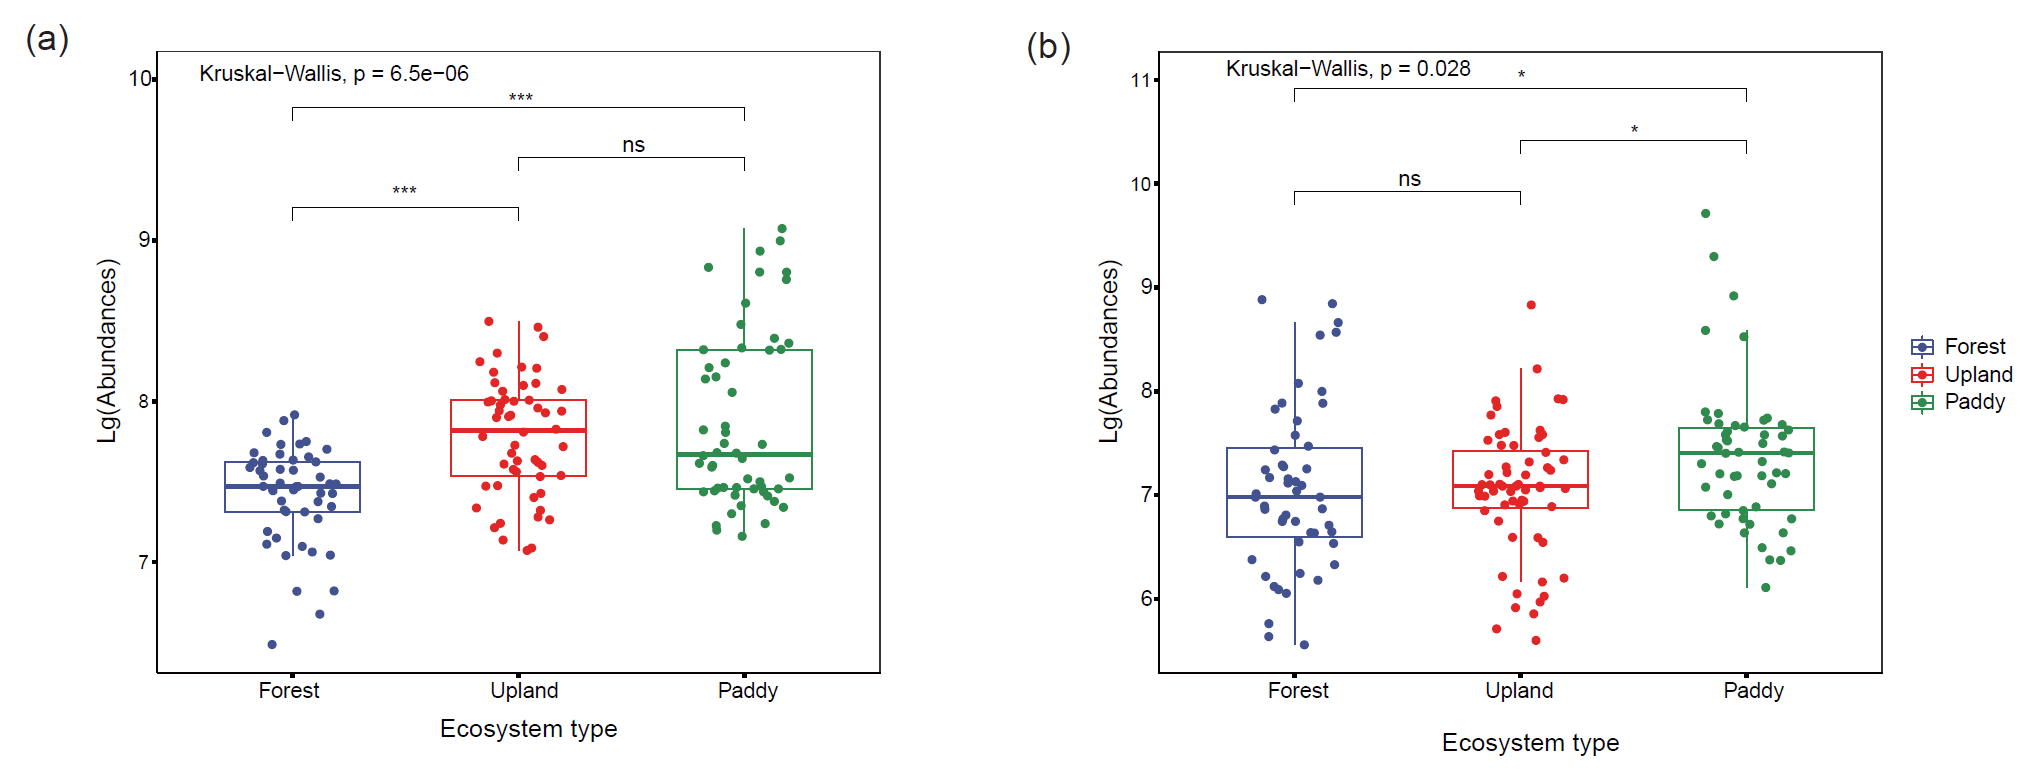 (a)
Kruskal−Wallis, p = 6.5e−06
***
ns
***
10
9
8
7
Lg(Abundances)
Forest Upland Paddy
Ecosystem type
(b)
Kruskal−Wallis, p = 0.028
*
*
ns
11
10
9
8
7
6
Lg(Abundances)
Forest Upland Paddy
Ecosystem type
Forest
Upland
Paddy